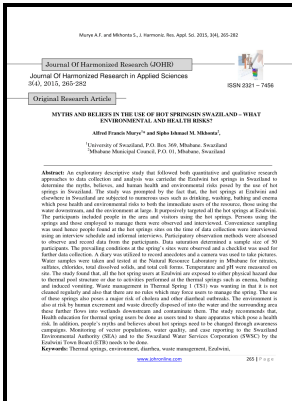 Murye A.F. and Mkhonta S., J. Harmoniz. Res. Appl. Sci. 2015, 3(4), 265-282
Journal Of Harmonized Research (JOHR)
Journal Of Harmonized Research in Applied Sciences
3(4), 2015, 265-282
ISSN 2321 – 7456
Original Research Article
MYTHS AND BELIEFS IN THE USE OF HOT SPRINGSIN SWAZILAND – WHAT
ENVIRONMENTAL AND HEALTH RISKS?
Alfred Francis Murye¹* and Sipho Ishmael M. Mkhonta²,
¹University of Swaziland, P.O. Box 369, Mbabane. Swaziland
²Mbabane Municipal Council, P.O. 01, Mbabane, Swaziland
Abstract: An exploratory descriptive study that followed both quantitative and qualitative research
approaches to data collection and analysis was carriedat the Ezulwini hot springs in Swaziland to
determine the myths, believes, and human health and environmental risks posed by the use of hot
springs in Swaziland. The study was prompted by the fact that, the hot springs at Ezulwini and
elsewhere in Swaziland are subjected to numerous uses such as drinking, washing, bathing and enema
which pose health and environmental risks to both the immediate users of the resource, those using the
water downstream, and the environment at large. It purposively targeted all the hot springs at Ezulwini.
The participants included people in the area and visitors using the hot springs. Persons using the
springs and those employed to manage them were observed and interviewed. Convenience sampling
was used hence people found at the hot springs sites on the time of data collection were interviewed
using an interview schedule and informal interviews. Participatory observation methods were also used
to observe and record data from the participants. Data saturation determined a sample size of 50
participants. The prevailing conditions at the spring's sites were observed and a checklist was used for
further data collection. A diary was utilized to record anecdotes and a camera was used to take pictures.
Water samples were taken and tested at the Natural Resource Laboratory in Mbabane for nitrites,
sulfates, chlorides, total dissolved solids, and total coli forms. Temperature and pH were measured on
site. The study found that, all the hot spring users at Ezulwini are exposed to either physical hazard due
to thermal pool structure or due to activities performed at the thermal springs such as enema, bathing
and induced vomiting. Waste management in Thermal Spring 1 (TS1) was wanting in that it is not
cleaned regularly and also that there are no rules which may force users to manage the spring. The use
of these springs also poses a major risk of cholera and other diarrheal outbreaks. The environment is
also at risk by human excrement and waste directly disposed of into the water and the surrounding area
these further flows into wetlands downstream and contaminate them. The study recommends that,
Health education for thermal spring users be done as users tend to share apparatus which pose a health
risk. In addition, people's myths and believes about hot springs need to be changed through awareness
campaigns. Monitoring of vector populations, water quality, and case reporting to the Swaziland
Environmental Authority (SEA) and to the Swaziland Water Services Corporation (SWSC) by the
Ezulwini Town Board (ETB) needs to be done.
Keywords: Thermal springs, environment, diarrhea, waste management, Ezulwini,
www.johronline.com
265 | Page